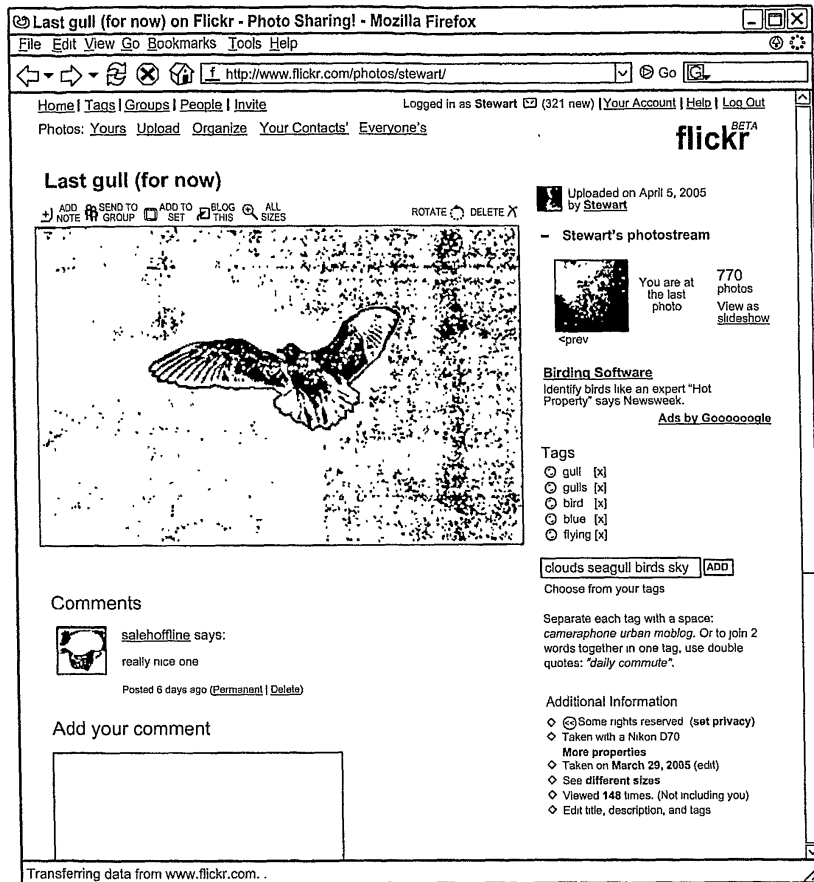 Last gull (for now) on Flickr - Photo Sharing! - Mozilla Firefox
File Edit View Go Bookmarks Tools Help
http://www.flickr.com/photos/stewart/
Go
G
Home | Tags | Groups | People | Invite
Logged in as Stewart (321 new) | Your Account | Help | Log Out
Photos: Yours Upload Organize Your Contacts' Everyone's
flickr BETA
Last gull (for now)
ADD NOTE
SEND TO GROUP
ADD TO SET
BLOG THIS
ALL SIZES
ROTATE
DELETE
Uploaded on April 5, 2005
by Stewart
– Stewart's photostream
You are at
the last
photo
770
photos
View as
slideshow
<prev
Birding Software
Identify birds like an expert "Hot
Property" says Newsweek.
Ads by Goooooogle
Tags
gull [x]
gulls [x]
bird [x]
blue [x]
flying [x]
clouds seagull birds sky ADD
Choose from your tags
Separate each tag with a space:
cameraphone urban moblog. Or to join 2
words together in one tag, use double
quotes: "daily commute".
Comments
salehoffline says:
really nice one
Posted 6 days ago (Permanent | Delete)
Add your comment
Additional Information
Some rights reserved (set privacy)
Taken with a Nikon D70
More properties
Taken on March 29, 2005 (edit)
See different sizes
Viewed 148 times. (Not including you)
Edit title, description, and tags
Transferring data from www.flickr.com. .